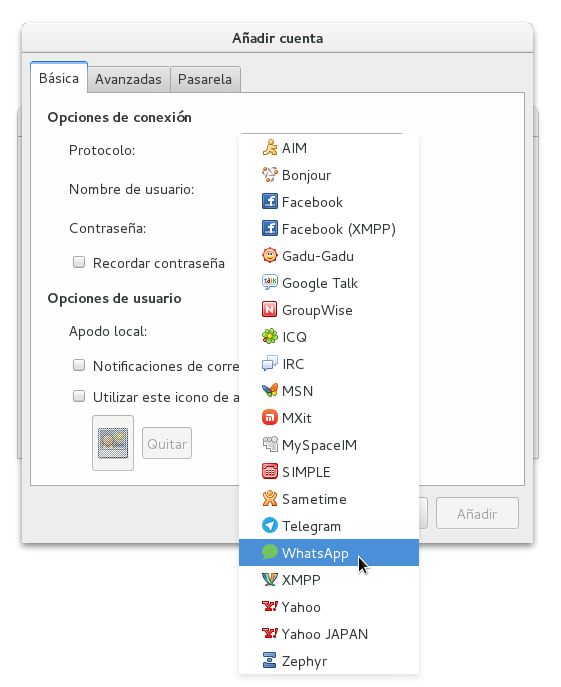 Añadir cuenta
Básica
Avanzadas
Pasarela
Opciones de conexión
Protocolo:
Nombre de usuario:
Contraseña:
Recordar contraseña
Opciones de usuario
Apodo local:
Notificaciones de corre
Utilizar este icono de a
Quitar
Añadir
AIM
Bonjour
Facebook
Facebook (XMPP)
Gadu-Gadu
talk
Google Talk
GroupWise
ICQ
IRC
MSN
MXit
MySpaceIM
SIMPLE
Sametime
Telegram
WhatsApp
XMPP
Yahoo
Yahoo JAPAN
Zephyr